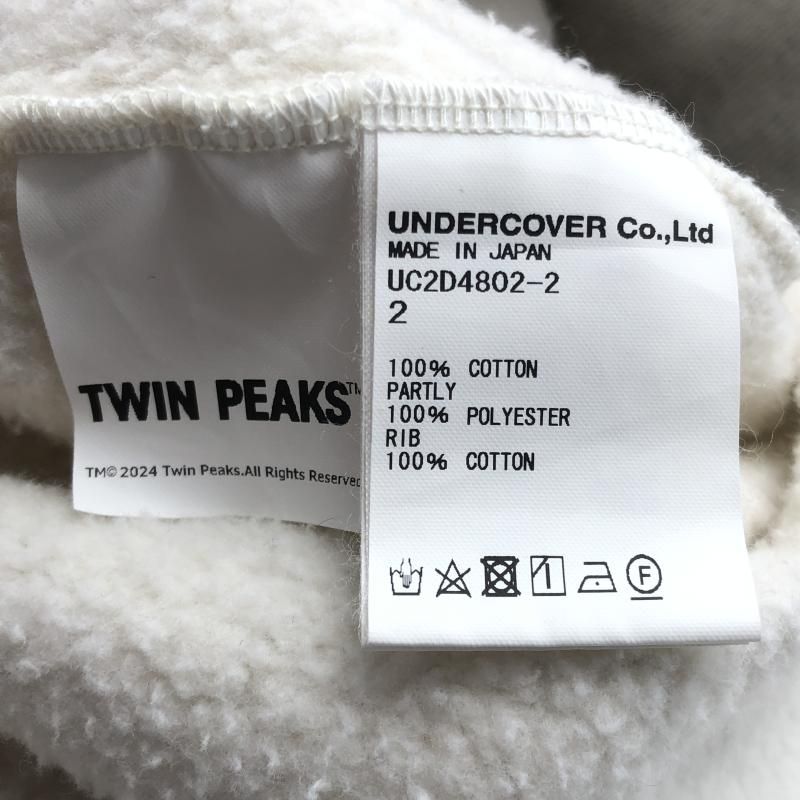 TWIN PEAKS™
TM© 2024 Twin Peaks.All Rights Reserved
UNDERCOVER Co.,Ltd
MADE IN JAPAN
UC2D4802-2
2
100% COTTON
PARTLY
100% POLYESTER
RIB
100% COTTON
F